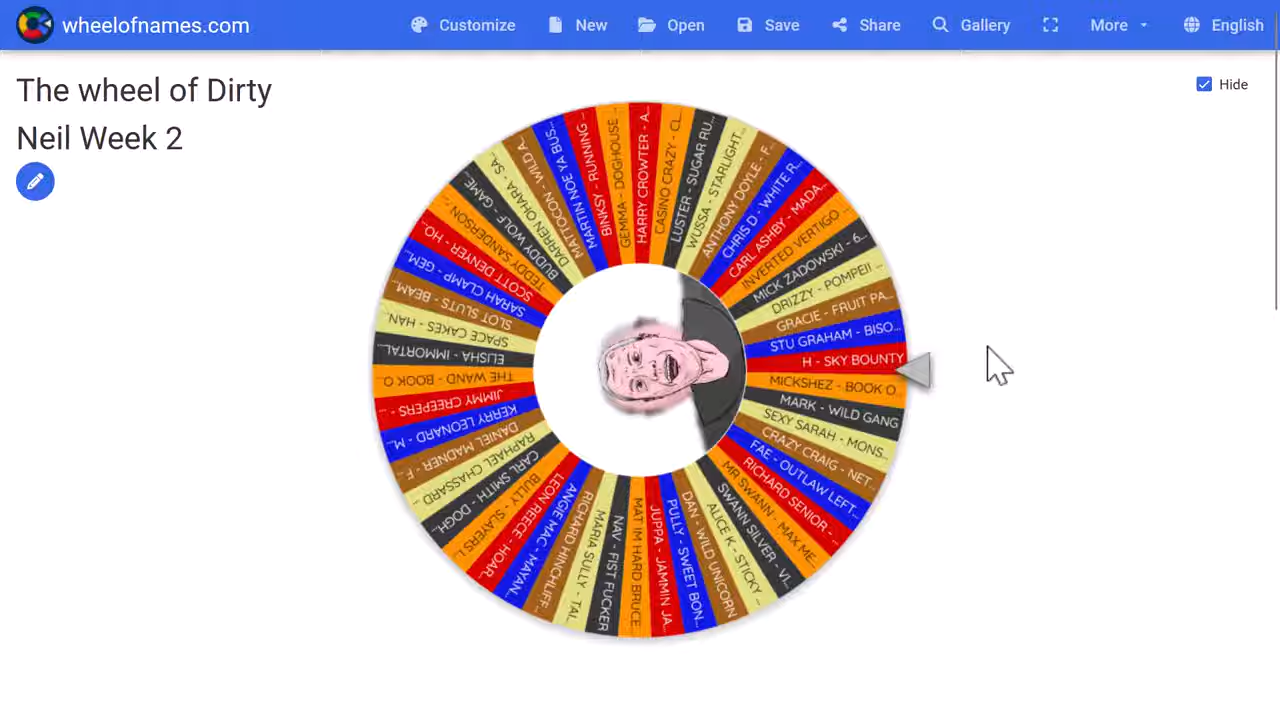 wheelofnames.com
Customize
New
Open
Save
Share
Gallery
More
English
The wheel of Dirty
Neil Week 2
Hide
HARRY CROWTER - A...
CASINO CRAZY - CL...
LUSTER - SUGAR RU...
WUSSA - STARLIGHT...
ANTHONY DOYLE - F...
CHRIS D - WHITE R...
CARL ASHBY - MADA...
INVERTED VERTIGO ...
MICK ZADOWSKI - 6...
DRIZZY - POMPEII ...
GRACIE - FRUIT PA...
STU GRAHAM - BISO...
H - SKY BOUNTY
MICKSHEZ - BOOK O...
MARK - WILD GANG
SEXY SARAH - MONS...
CRAZY CRAIG - NET...
FAE - OUTLAW LEFT...
RICHARD SENIOR - ...
MR SWANN - MAX ME...
SWANN SILVER - VI...
ALICE K - STICKY ...
DAN - WILD UNICORN
PULLY - SWEET BON...
JUPPA - JAMMIN JA...
MAT IM HARD BRUCE...
NAV - FIST FUCKER
MARIA SULLY - TAI...
RICHARD HINCHLIFF...
ANGIE MAC - MAYAN...
LEON REECE - HOAR...
BULLY - SLAYERS I...
CARL SMITH - DOGH...
RAPHAEL CHASSARD ...
DANIEL MADNER - F...
KERRY LEONARD - M...
JIMMY CREEPERS - ...
THE WAND - BOOK O...
ELISHA - IMMORTAL...
SPACE CAKES - HAN...
SLOT SLUTS - BEAM...
SARAH CLAMP - GEM...
SCOTT DENYER - HO...
TEDDY SANDERSON - ...
BUDDY WOLF - GAME...
DARREN OHARA - SA...
MATTOCON - WILD A...
MARTIN NOE YA BUS...
BINKSY - RUNNING ...
GEMMA - DOGHOUSE ...